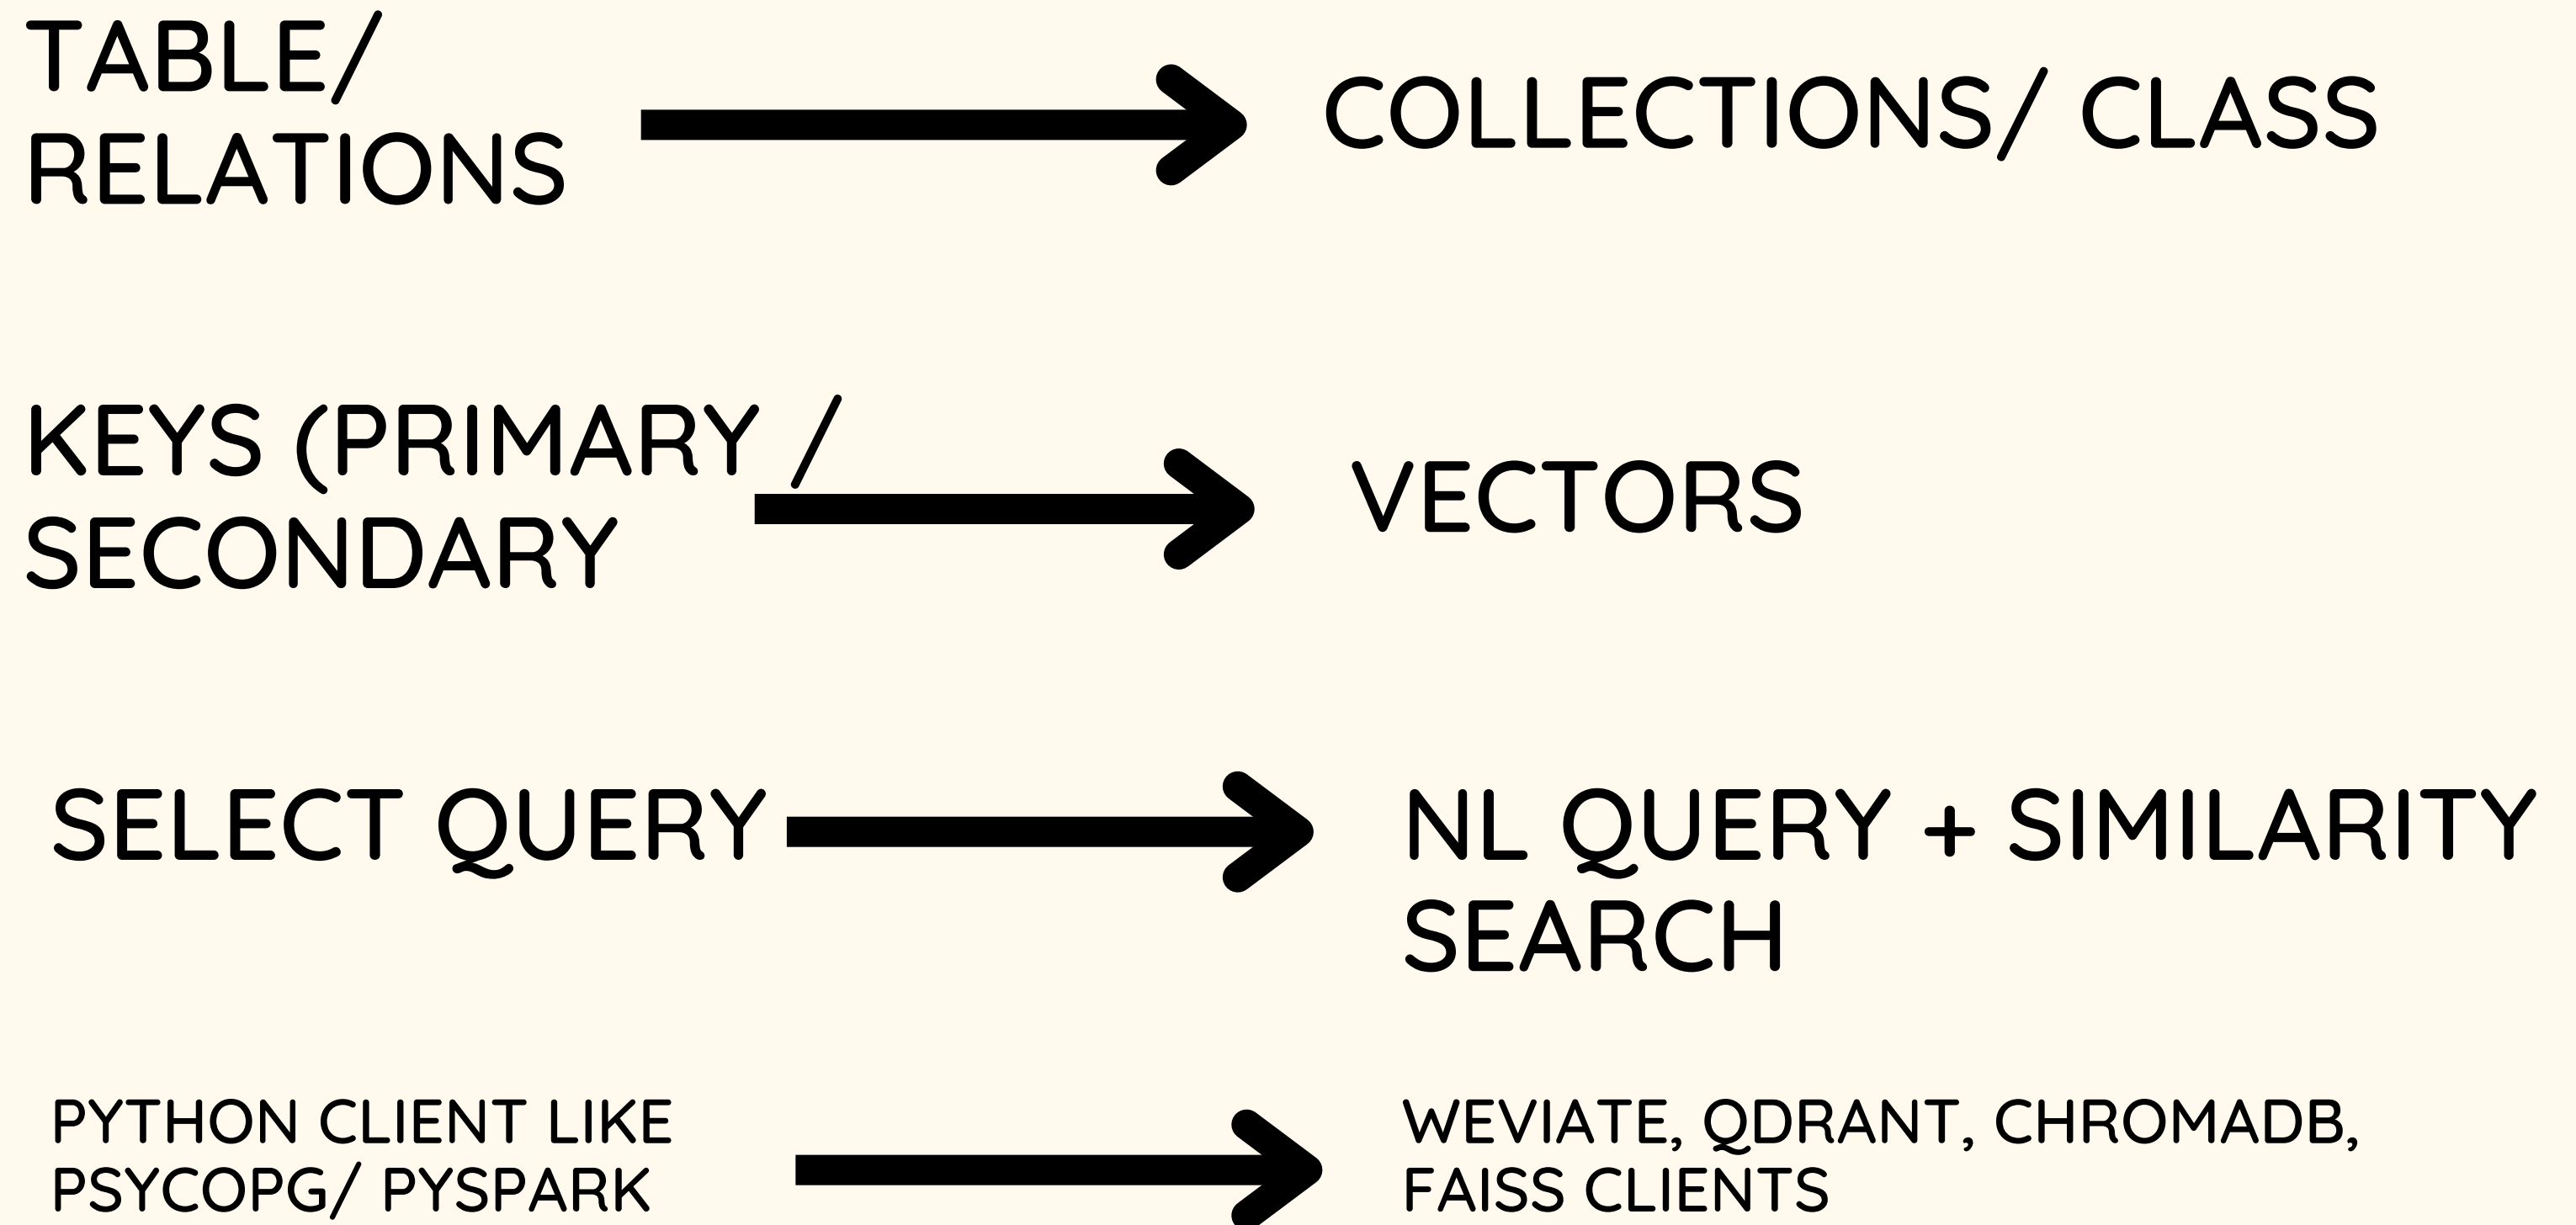 TABLE/
RELATIONS
COLLECTIONS/ CLASS
KEYS (PRIMARY /
SECONDARY
VECTORS
SELECT QUERY
NL QUERY + SIMILARITY
SEARCH
PYTHON CLIENT LIKE
PSYCOPG/ PYSPARK
WEVIATE, QDRANT, CHROMADB,
FAISS CLIENTS